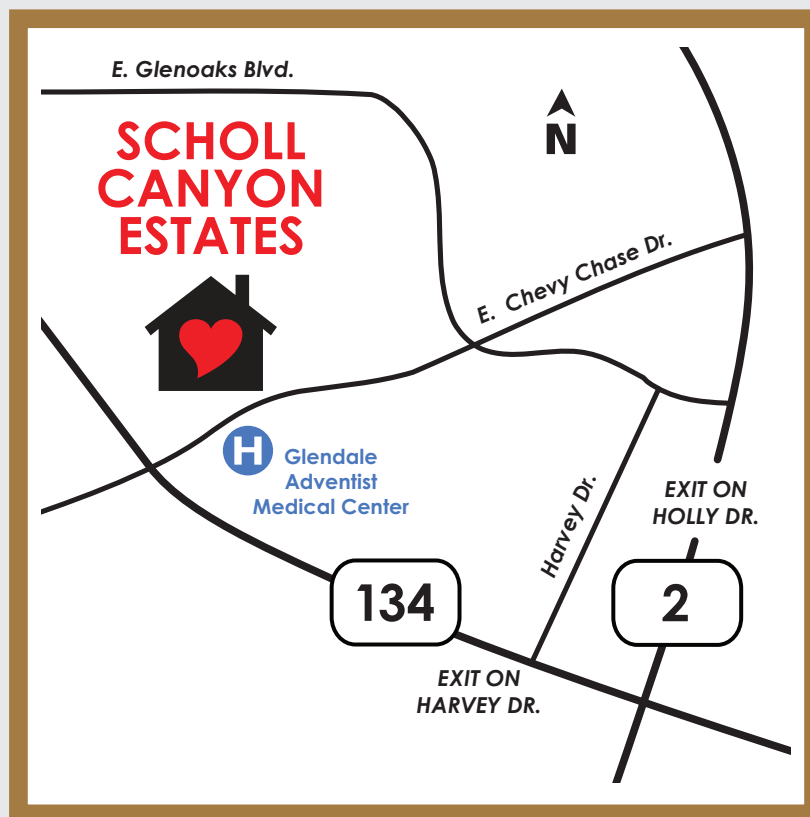 E. Glenoaks Blvd.
SCHOLL
CANYON
ESTATES
N
E. Chevy Chase Dr.
H
Glendale
Adventist
Medical Center
Harvey Dr.
EXIT ON
HOLLY DR.
134
2
EXIT ON
HARVEY DR.